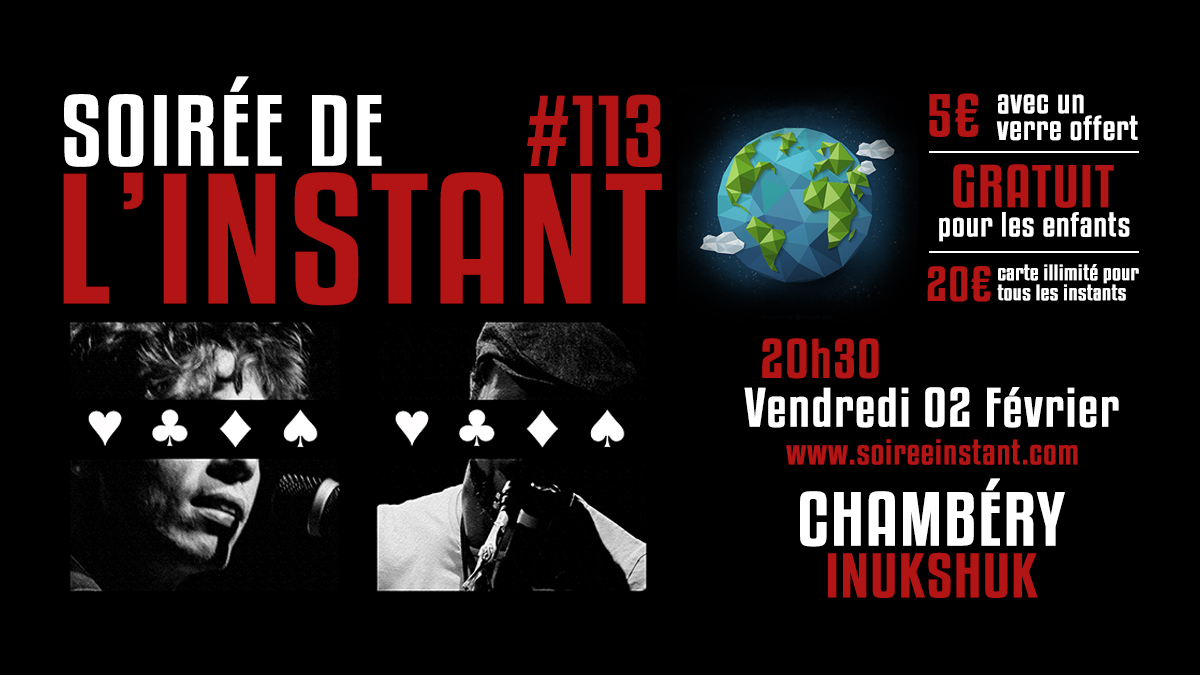 SOIRÉE DE #113
L'INSTANT
5€ avec un
verre offert
GRATUIT
pour les enfants
20€ carte illimité pour
tous les instants
20h30
Vendredi 02 Février
www.soireeinstant.com
CHAMBÉRY
INUKSHUK